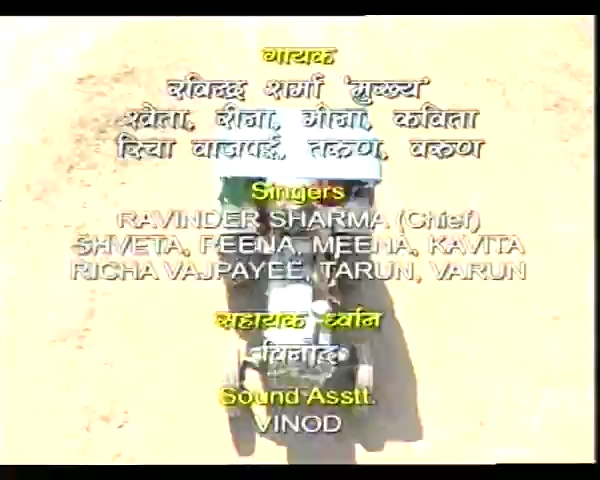 गायक
रविन्द्र शर्मा 'मुख्य'
श्वेता, रीना, मीना, कविता
रिचा वाजपई, तरूण, वरूण
Singers
RAVINDER SHARMA (Chief)
SHVETA, REENA, MEENA, KAVITA
RICHA VAJPAYEE, TARUN, VARUN
सहायक ध्वनि
विनोद
Sound Asstt.
VINOD